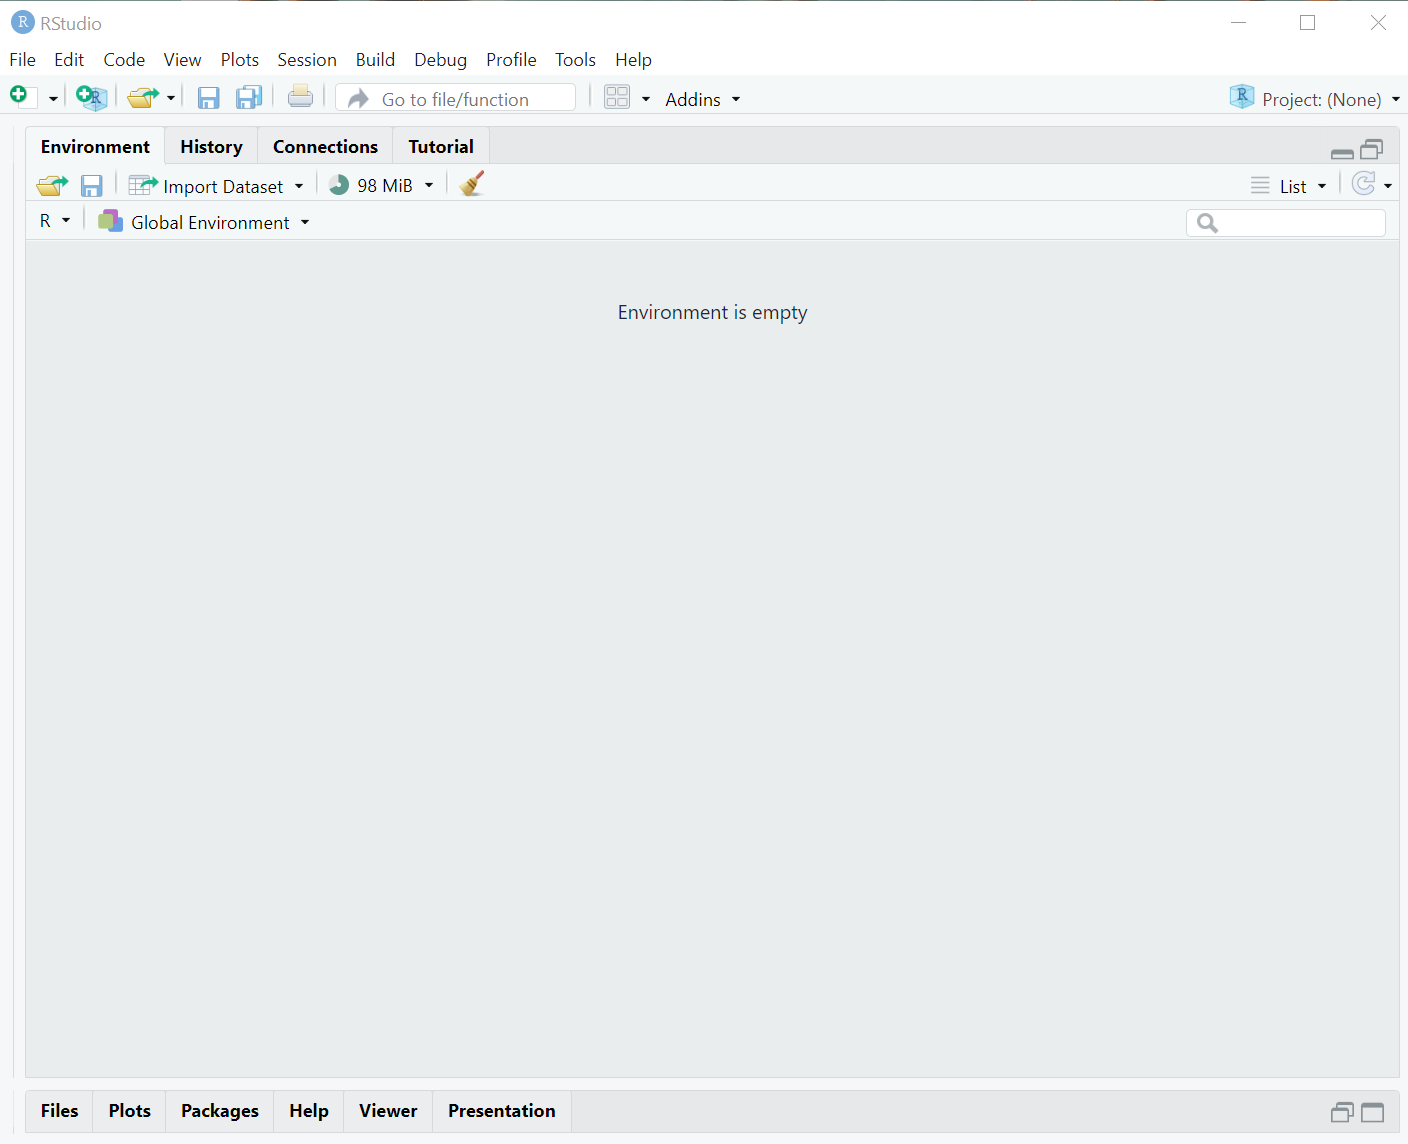 R RStudio
File Edit Code View Plots Session Build Debug Profile Tools Help
R Go to file/function Addins R Project: (None)
Environment History Connections Tutorial
Import Dataset 98 MiB List
R Global Environment
Environment is empty
Files Plots Packages Help Viewer Presentation